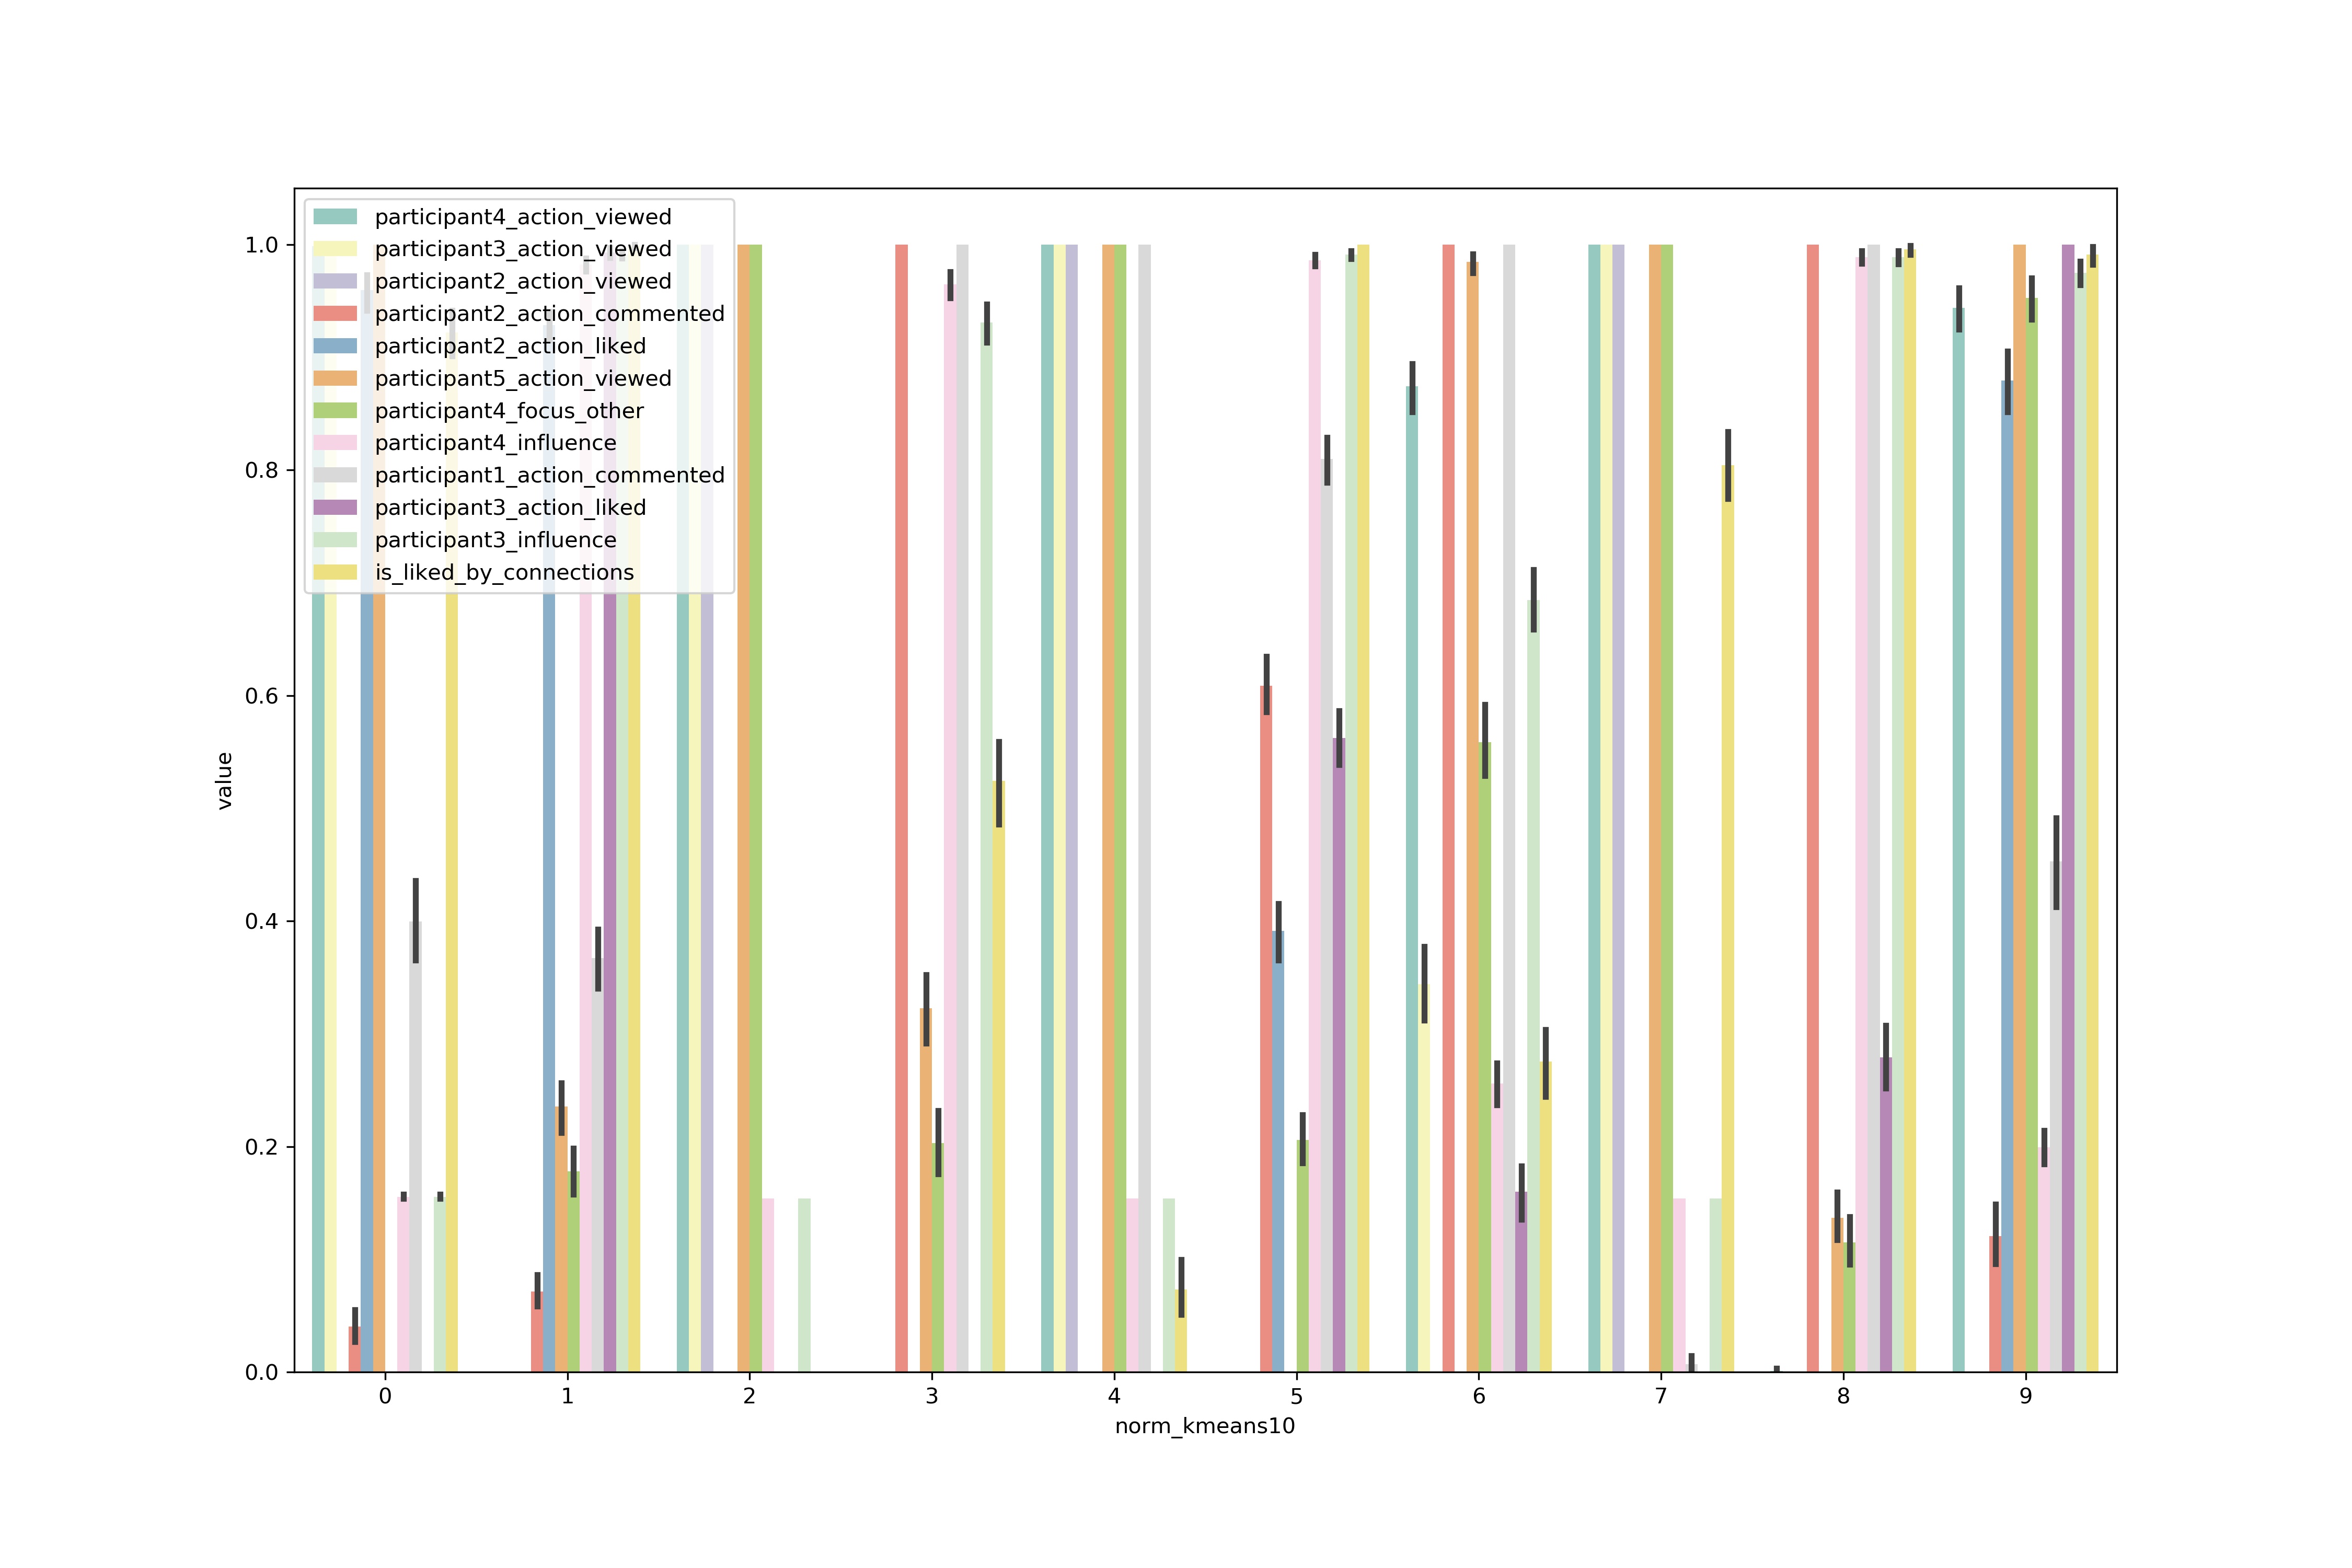 participant4_action_viewed
participant3_action_viewed
participant2_action_viewed
participant2_action_commented
participant2_action_liked
participant5_action_viewed
participant4_focus_other
participant4_influence
participant1_action_commented
participant3_action_liked
participant3_influence
is_liked_by_connections
1.0
0.8
0.6
0.4
0.2
0.0
value
0 1 2 3 4 5 6 7 8 9
norm_kmeans10